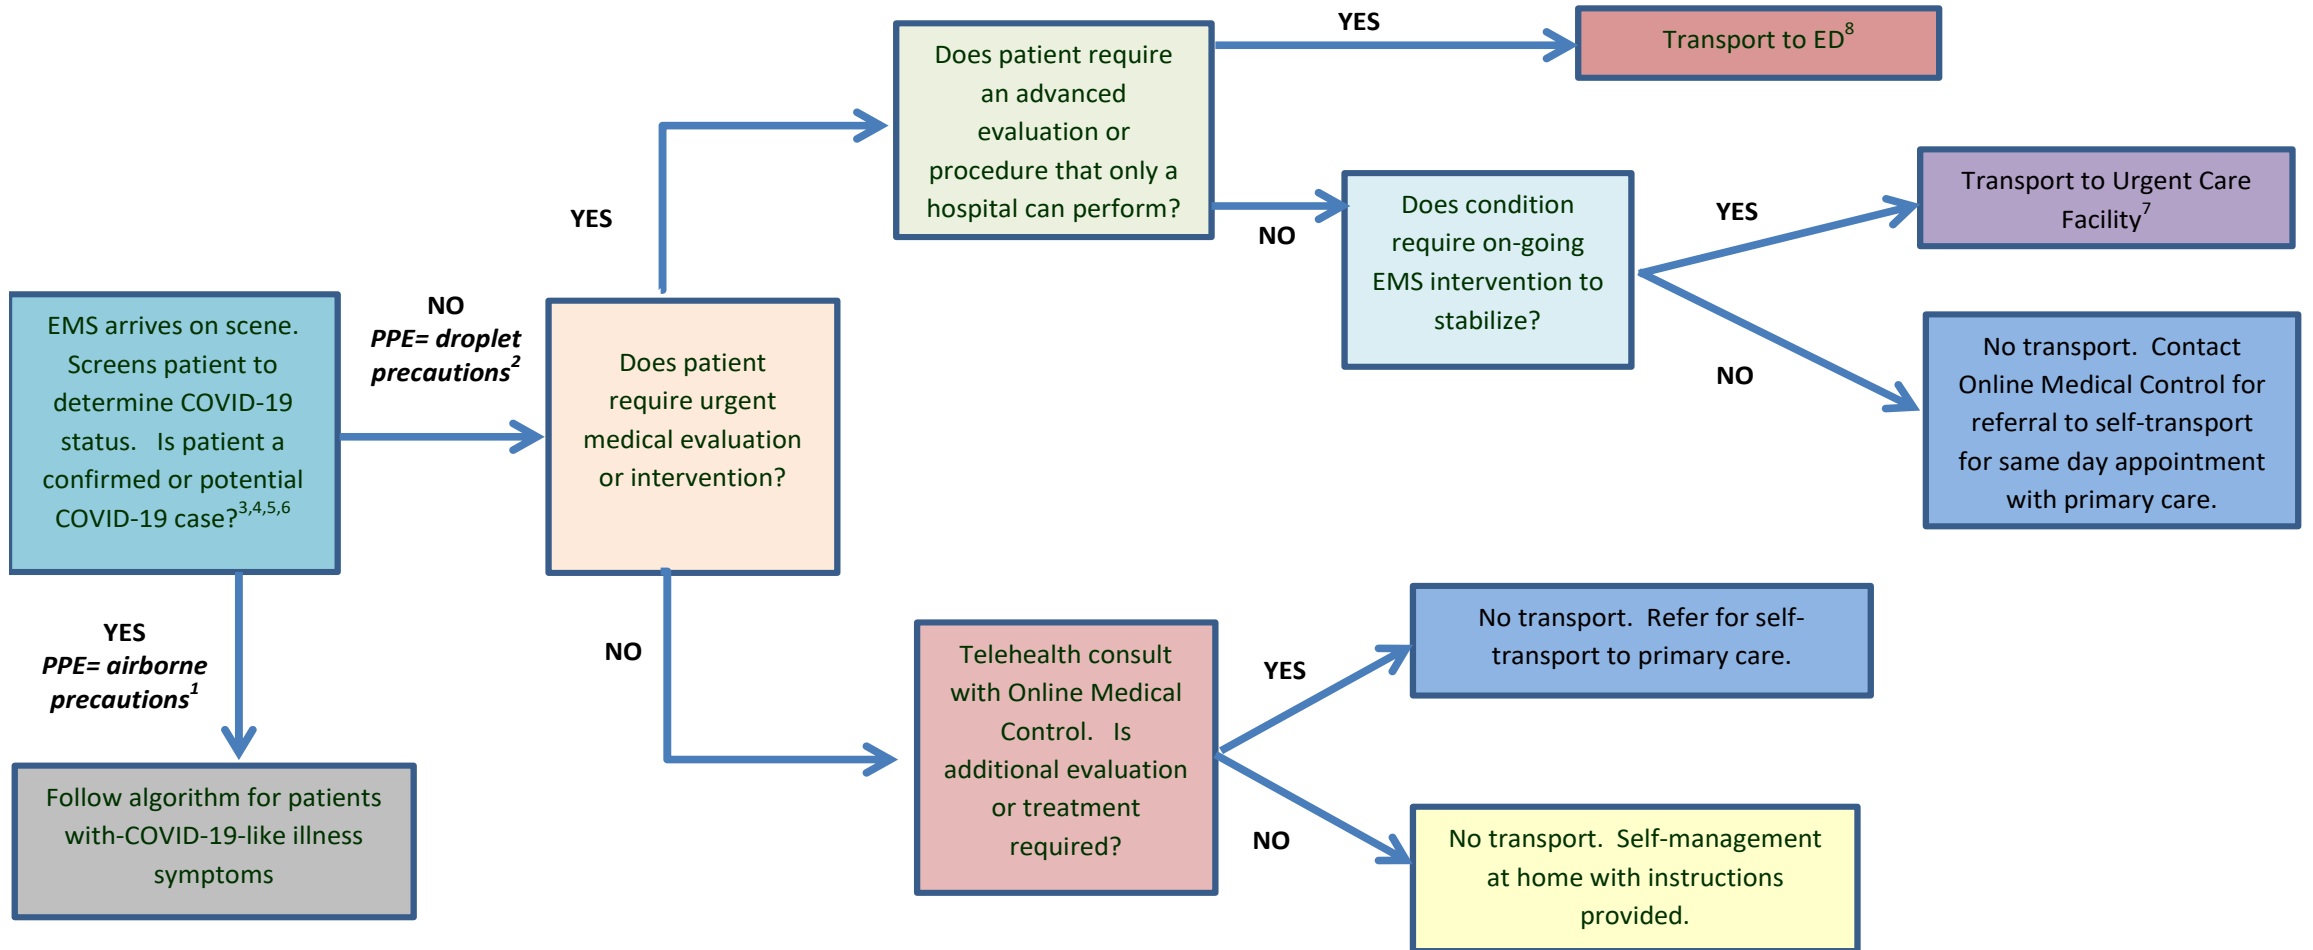 EMS arrives on scene.
Screens patient to
determine COVID-19
status.   Is patient a
confirmed or potential
COVID-19 case?3,4,5,6
NO
PPE= droplet
precautions2
YES
PPE= airborne
precautions1
Follow algorithm for patients
with-COVID-19-like illness
symptoms
Does patient
require urgent
medical evaluation
or intervention?
YES
NO
Does patient require
an advanced
evaluation or
procedure that only a
hospital can perform?
YES
Transport to ED8
NO
Does condition
require on-going
EMS intervention to
stabilize?
YES
Transport to Urgent Care
Facility7
NO
No transport.  Contact
Online Medical Control for
referral to self-transport
for same day appointment
with primary care.
Telehealth consult
with Online Medical
Control.   Is
additional evaluation
or treatment
required?
YES
No transport.  Refer for self-
transport to primary care.
NO
No transport.  Self-management
at home with instructions
provided.